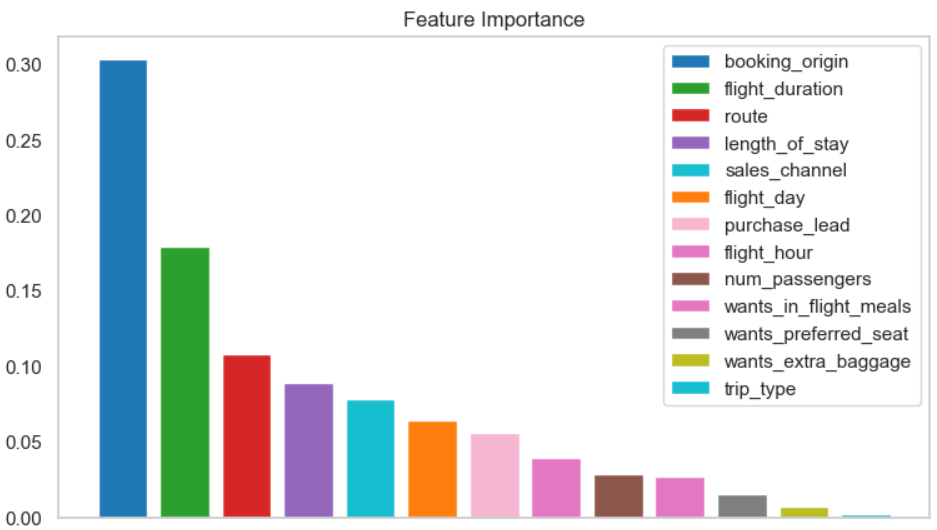 Feature Importance
0.30
0.25
0.20
0.15
0.10
0.05
0.00
booking_origin
flight_duration
route
length_of_stay
sales_channel
flight_day
purchase_lead
flight_hour
num_passengers
wants_in_flight_meals
wants_preferred_seat
wants_extra_baggage
trip_type